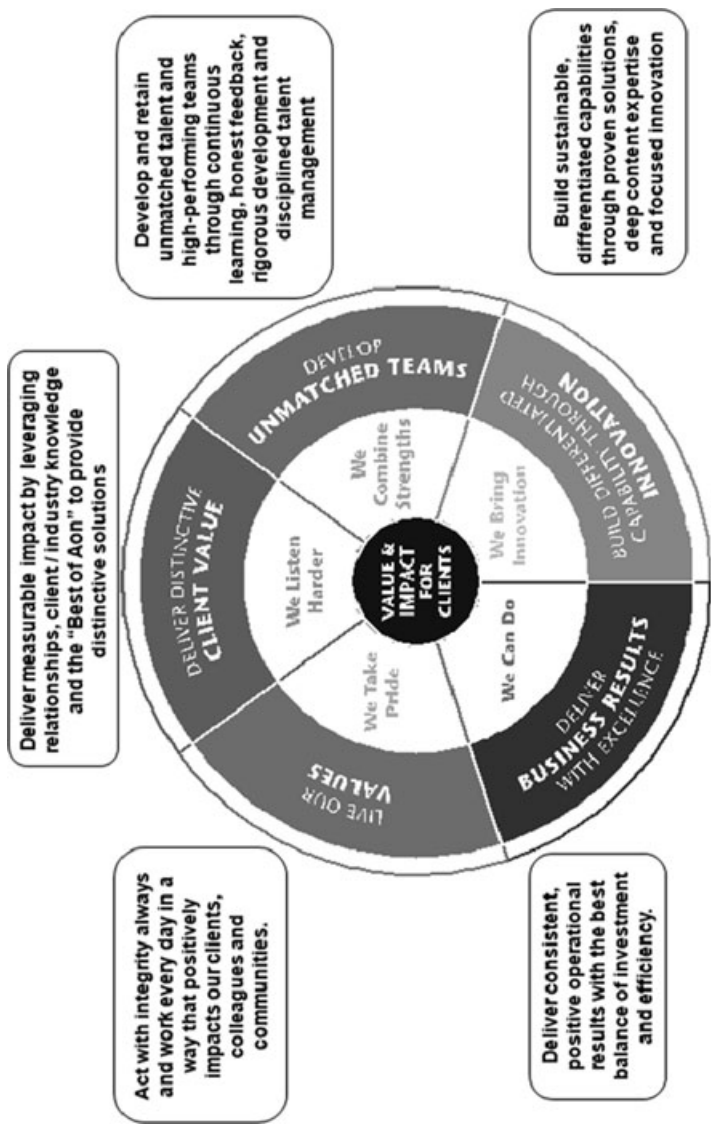 Deliver measurable impact by leveraging
relationships, client / industry knowledge
and the “Best of Aon” to provide
distinctive solutions
Act with integrity always
and work every day in a
way that positively
impacts our clients,
colleagues and
communities.
Develop and retain
unmatched talent and
high-performing teams
through continuous
learning, honest feedback,
rigorous development and
disciplined talent
management
DELIVER DISTINCTIVE
CLIENT VALUE
DEVELOP
UNMATCHED TEAMS
LIVE OUR
VALUES
We Listen
Harder
We Take
Pride
We
Combine
Strengths
VALUE &
IMPACT
FOR
CLIENTS
We Can Do
We Bring
Innovation
DELIVER
BUSINESS RESULTS
WITH EXCELLENCE
BUILD DIFFERENTIATED
CAPABILITY THROUGH
INNOVATION
Deliver consistent,
positive operational
results with the best
balance of investment
and efficiency.
Build sustainable,
differentiated capabilities
through proven solutions,
deep content expertise
and focused innovation